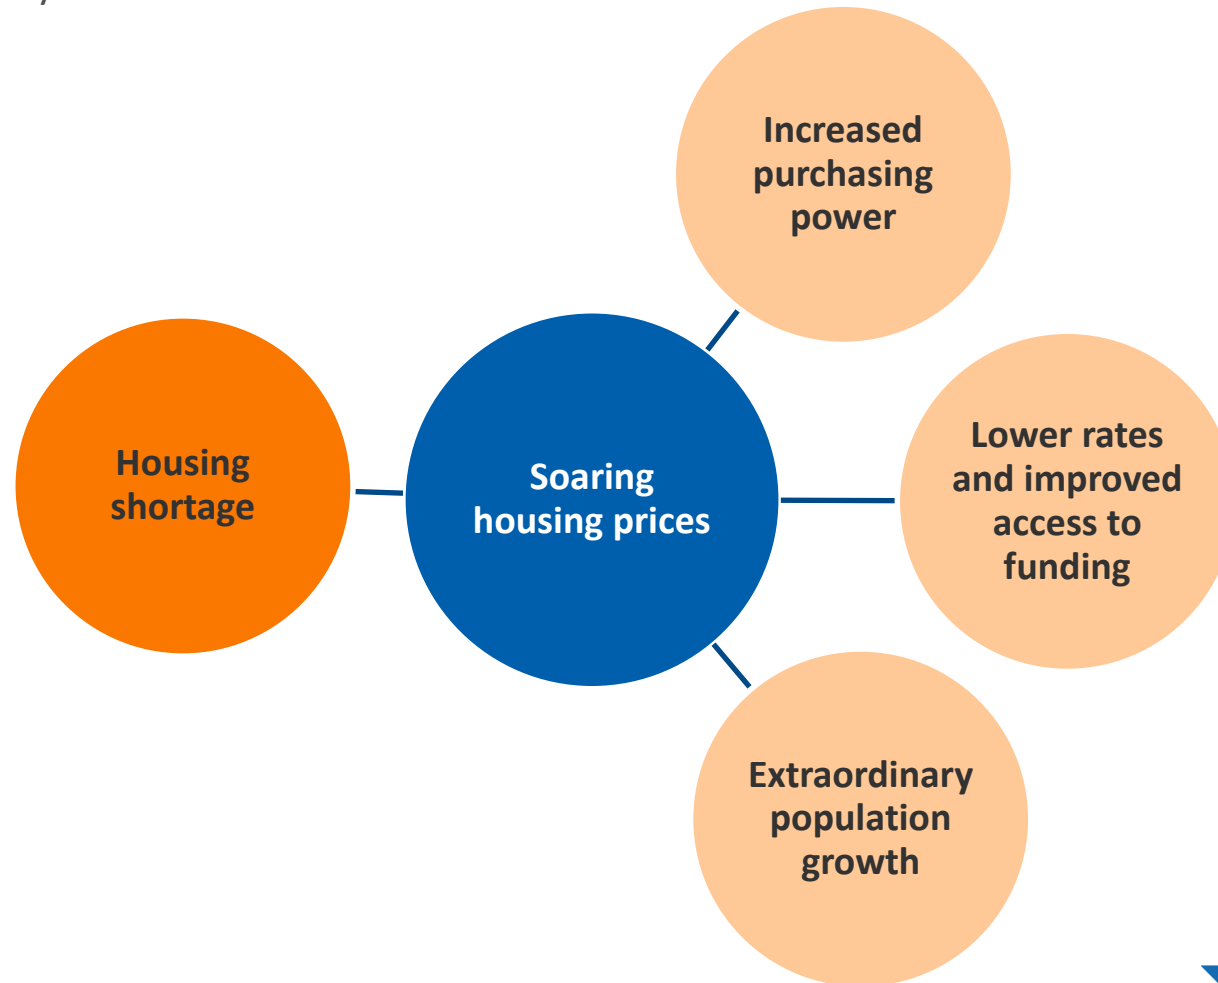 Increased
purchasing
power
Housing
shortage
Soaring
housing prices
Lower rates
and improved
access to
funding
Extraordinary
population
growth